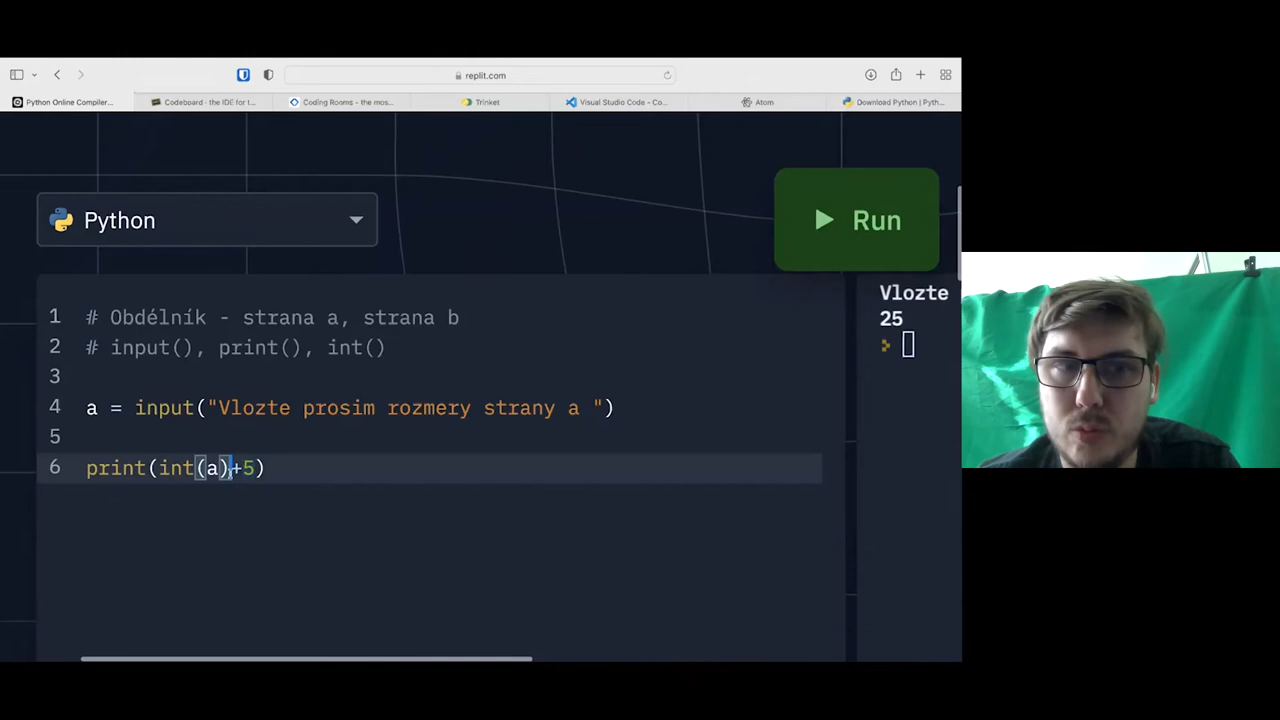 replit.com
Python Online Compiler...
Codeboard - the IDE for t...
Coding Rooms - the mos...
Trinket
Visual Studio Code - Co...
Atom
Download Python | Pyth...
Python
Run
1 # Obdélník - strana a, strana b
2 # input(), print(), int()
3
4 a = input("Vlozte prosim rozmery strany a ")
5
6 print(int(a)+5)
Vlozte
25